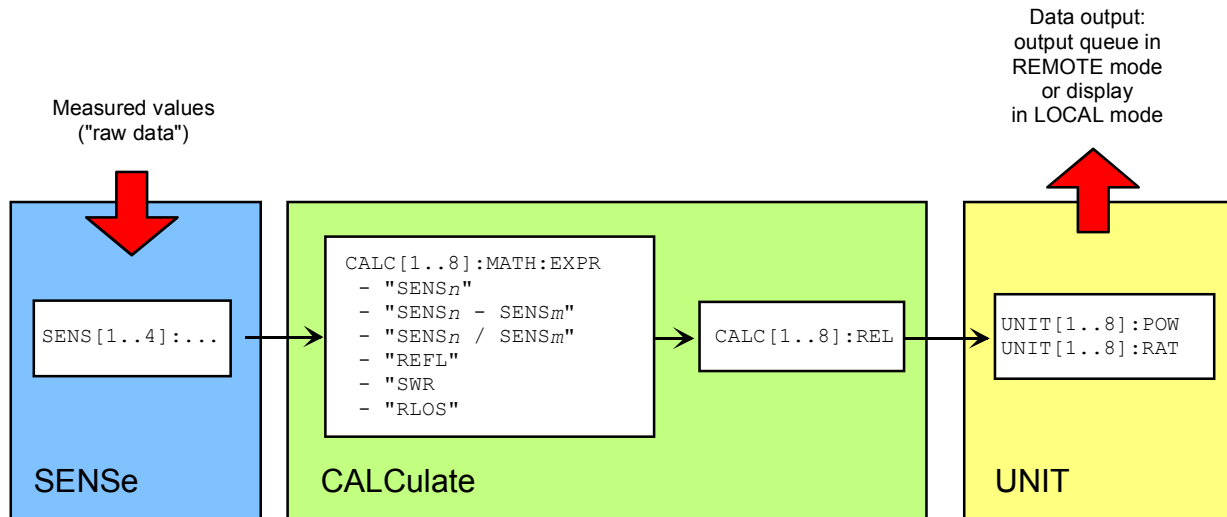 Measured values
("raw data")
Data output:
output queue in
REMOTE mode
or display
in LOCAL mode
SENS[1..4]:...
SENSe
CALC[1..8]:MATH:EXPR
- "SENSn"
- "SENSn - SENSm"
- "SENSn / SENSm"
- "REFL"
- "SWR
- "RLOS"
CALC[1..8]:REL
CALCulate
UNIT[1..8]:POW
UNIT[1..8]:RAT
UNIT